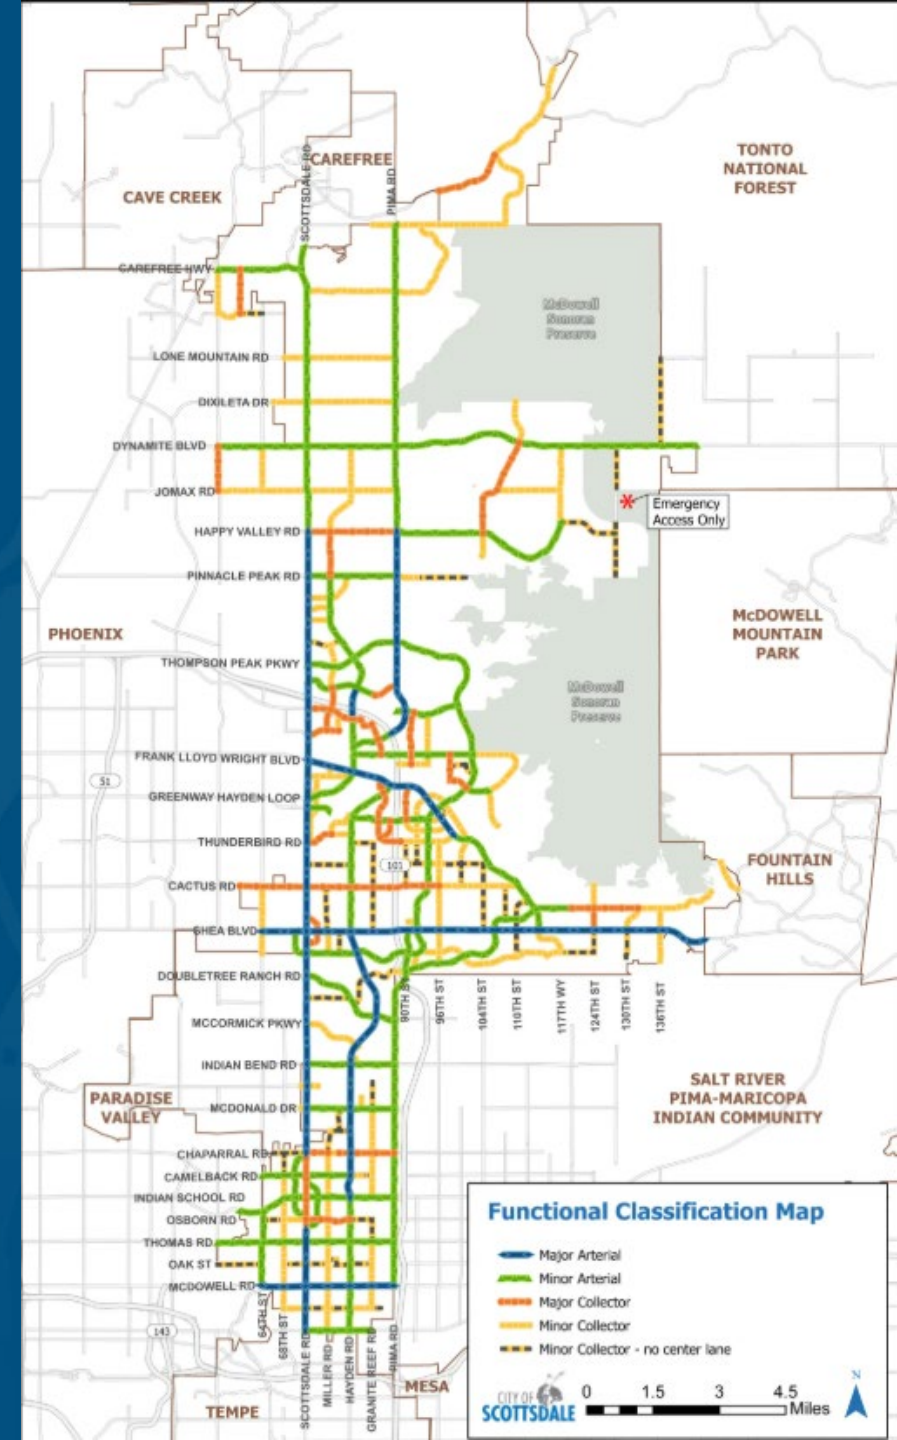 SCOTTSDALE RD
CAREFREE
PIMA RD
CAVE CREEK
TONTO
NATIONAL
FOREST
CAREFREE HWY
McDowell
Sonoran
Preserve
LONE MOUNTAIN RD
DIXILETA DR
DYNAMITE BLVD
JOMAX RD
Emergency
Access Only
HAPPY VALLEY RD
PINNACLE PEAK RD
PHOENIX
McDOWELL
MOUNTAIN
PARK
THOMPSON PEAK PKWY
McDowell
Sonoran
Preserve
FRANK LLOYD WRIGHT BLVD
51
GREENWAY HAYDEN LOOP
THUNDERBIRD RD
101
FOUNTAIN
HILLS
CACTUS RD
SHEA BLVD
DOUBLETREE RANCH RD
90TH ST
96TH ST
104TH ST
110TH ST
117TH WY
124TH ST
130TH ST
136TH ST
MCCORMICK PKWY
INDIAN BEND RD
PARADISE
VALLEY
MCDONALD DR
SALT RIVER
PIMA-MARICOPA
INDIAN COMMUNITY
CHAPARRAL RD
CAMELBACK RD
INDIAN SCHOOL RD
OSBORN RD
THOMAS RD
OAK ST
MCDOWELL RD
143
64TH ST
68TH ST
SCOTTSDALE RD
MILLER RD
HAYDEN RD
GRANITE REEF RD
PIMA RD
MESA
TEMPE
Functional Classification Map
Major Arterial
Minor Arterial
Major Collector
Minor Collector
Minor Collector - no center lane
CITY OF
SCOTTSDALE
0 1.5 3 4.5
Miles
N